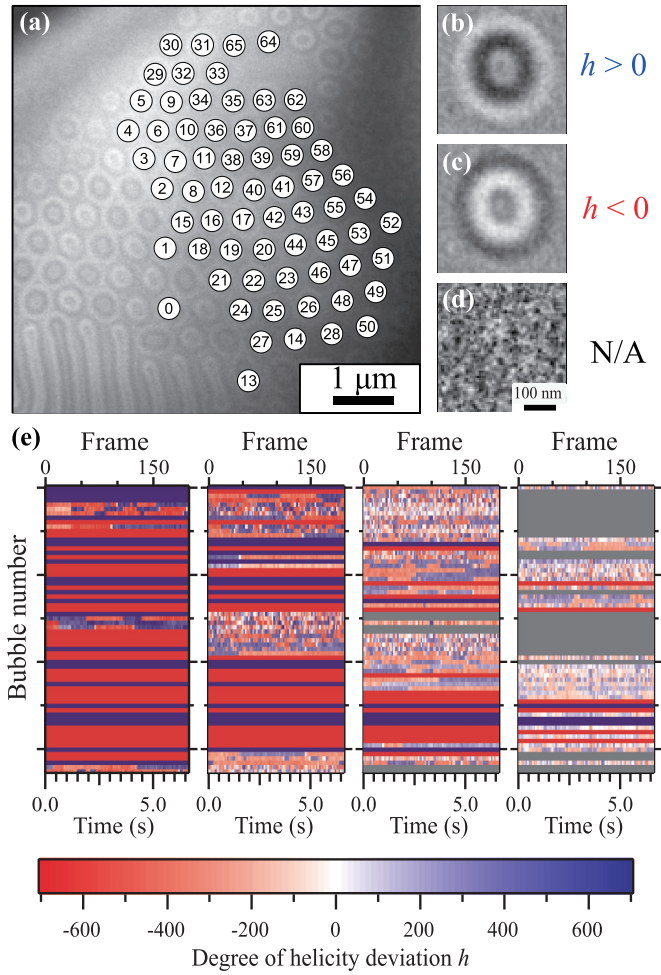 (a)
30 31 65 64
29 32 33
5 9 34 35 63 62
4 6 10 36 37 61 60
3 7 11 38 39 59 58
2 8 12 40 41 57 56
15 16 17 42 43 55 54
1 18 19 20 44 45 53 52
21 22 23 46 47 51
0 24 25 26 48 49
27 14 28 50
13
1 μm
(b)
h > 0
(c)
h < 0
(d)
N/A
100 nm
(e)
Frame Frame Frame Frame
0 150 0 150 0 150 0 150
Bubble number
0.0 5.0 0.0 5.0 0.0 5.0 0.0 5.0
Time (s) Time (s) Time (s) Time (s)
-600 -400 -200 0 200 400 600
Degree of helicity deviation h